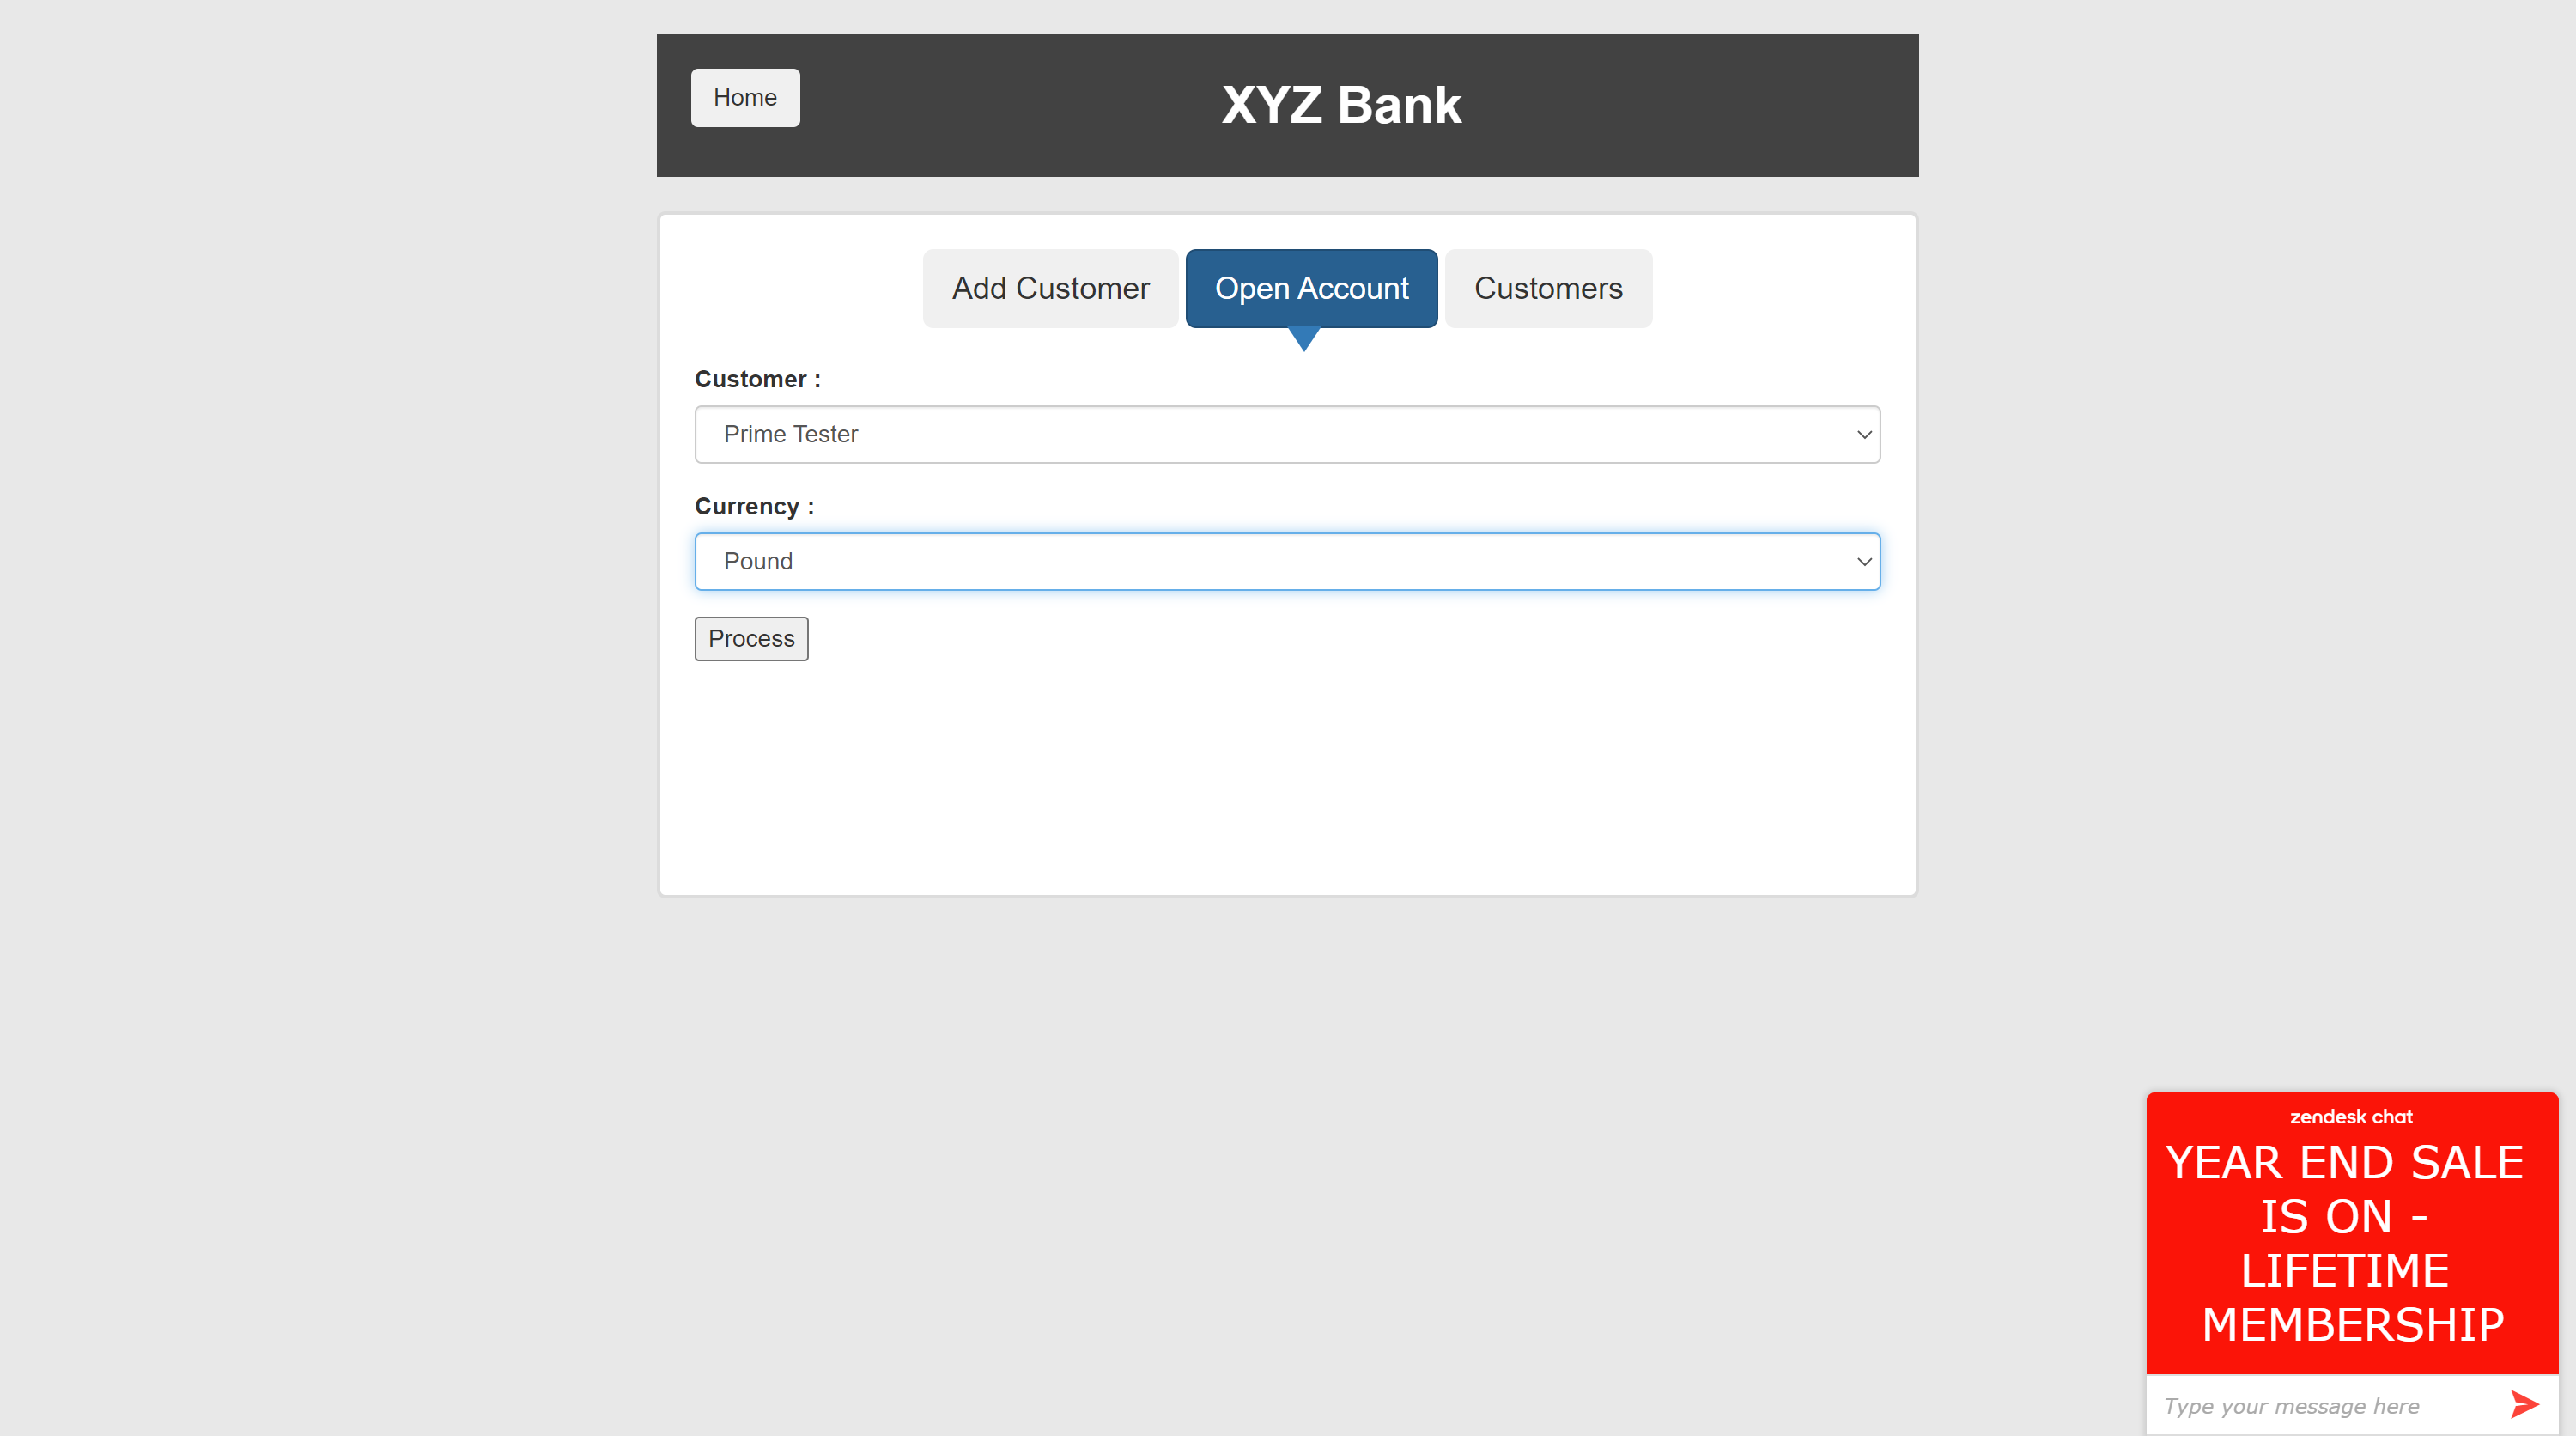 Home
XYZ Bank
Add Customer
Open Account
Customers
Customer :
Prime Tester
Currency :
Pound
Process
zendesk chat
YEAR END SALE
IS ON -
LIFETIME
MEMBERSHIP
Type your message here